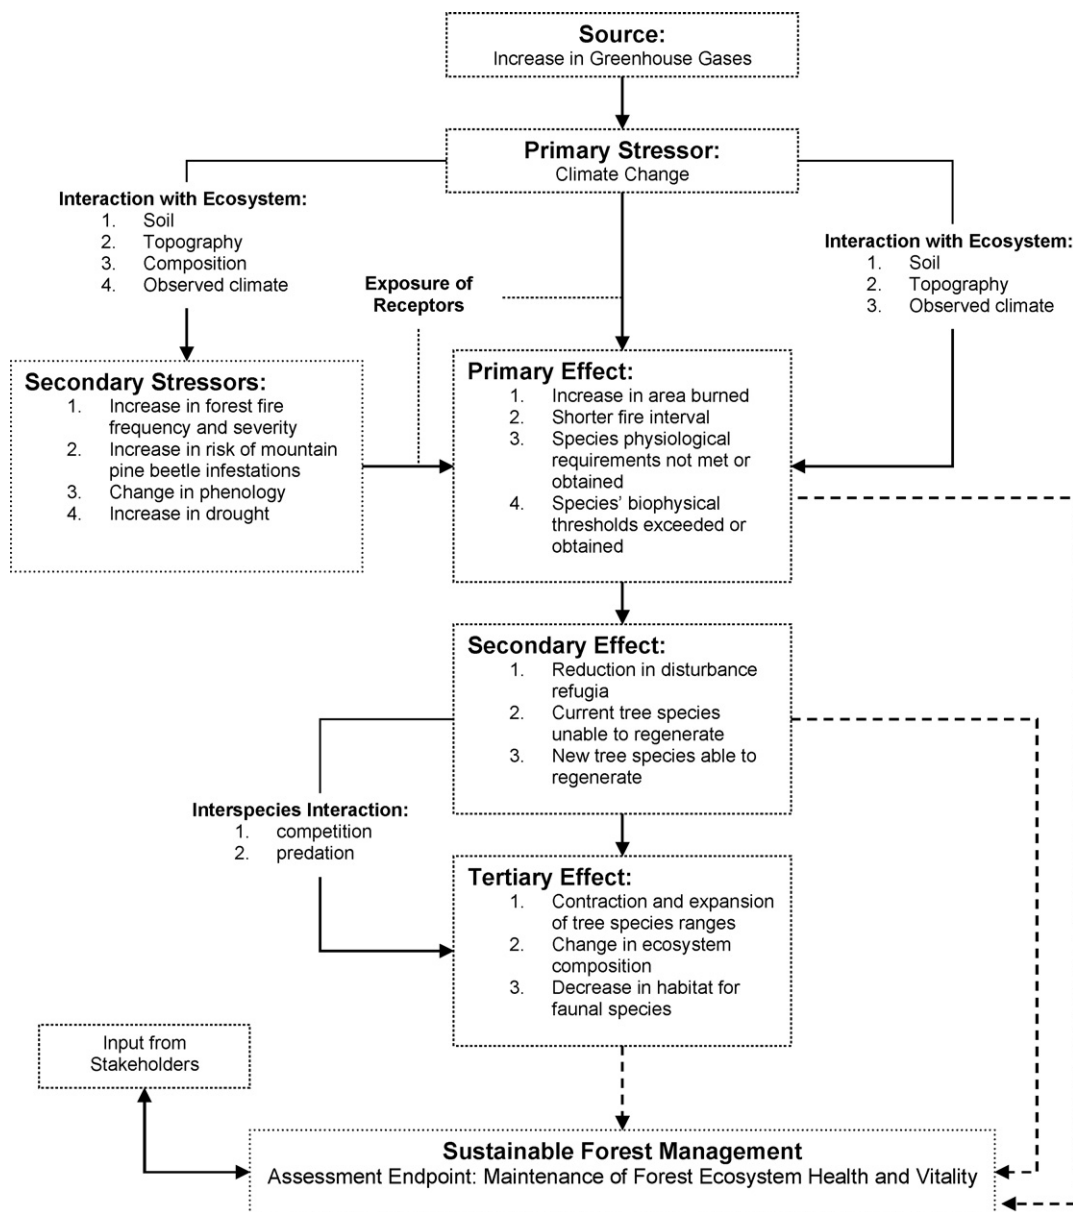 Source:
Increase in Greenhouse Gases
Primary Stressor:
Climate Change
Interaction with Ecosystem:
1. Soil
2. Topography
3. Composition
4. Observed climate
Interaction with Ecosystem:
1. Soil
2. Topography
3. Observed climate
Exposure of
Receptors
Secondary Stressors:
1. Increase in forest fire
frequency and severity
2. Increase in risk of mountain
pine beetle infestations
3. Change in phenology
4. Increase in drought
Primary Effect:
1. Increase in area burned
2. Shorter fire interval
3. Species physiological
requirements not met or
obtained
4. Species' biophysical
thresholds exceeded or
obtained
Secondary Effect:
1. Reduction in disturbance
refugia
2. Current tree species
unable to regenerate
3. New tree species able to
regenerate
Interspecies Interaction:
1. competition
2. predation
Tertiary Effect:
1. Contraction and expansion
of tree species ranges
2. Change in ecosystem
composition
3. Decrease in habitat for
faunal species
Input from
Stakeholders
Sustainable Forest Management
Assessment Endpoint: Maintenance of Forest Ecosystem Health and Vitality